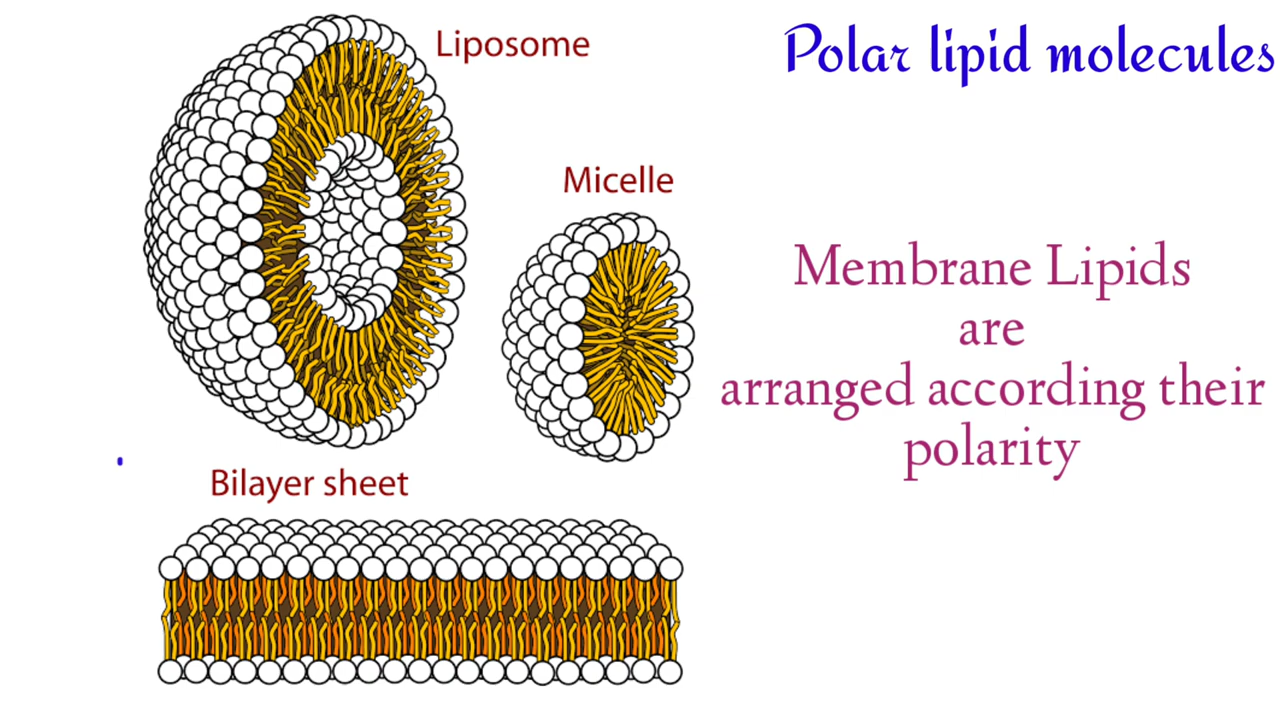 Polar lipid molecules
Liposome
Micelle
Membrane Lipids
are
arranged according their
polarity
Bilayer sheet